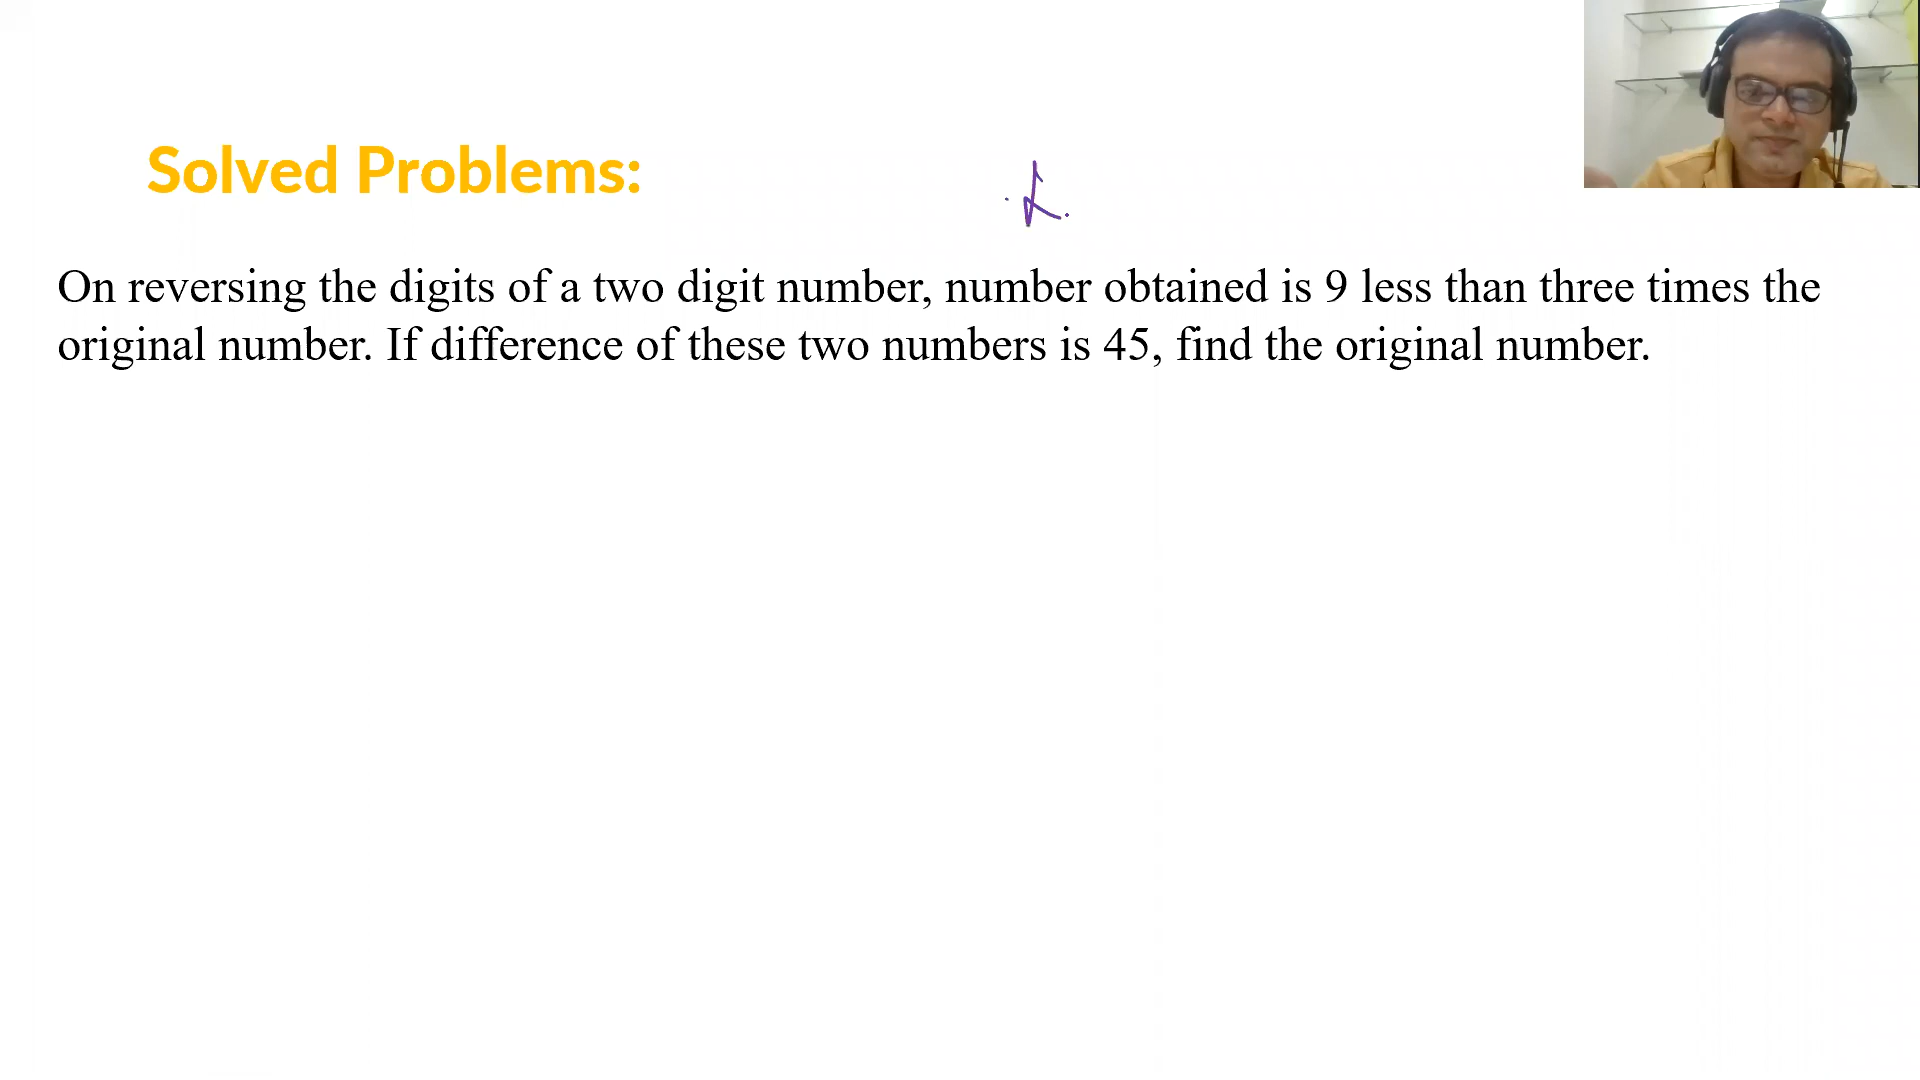 Solved Problems:
On reversing the digits of a two digit number, number obtained is 9 less than three times the
original number. If difference of these two numbers is 45, find the original number.